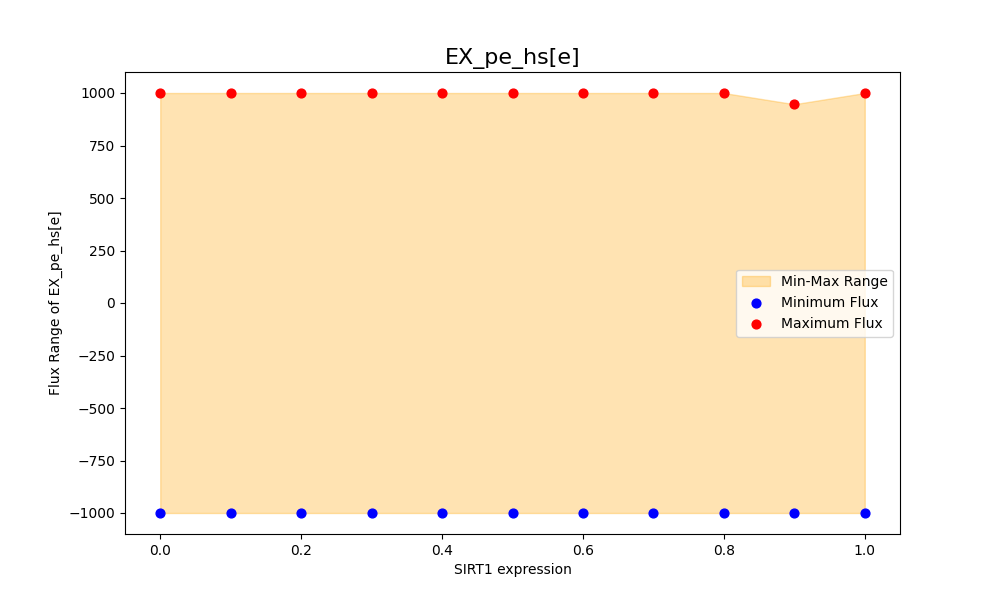 EX_pe_hs[e]
Flux Range of EX_pe_hs[e]
1000
750
500
250
0
−250
−500
−750
−1000
Min-Max Range
Minimum Flux
Maximum Flux
0.0
0.2
0.4
0.6
0.8
1.0
SIRT1 expression